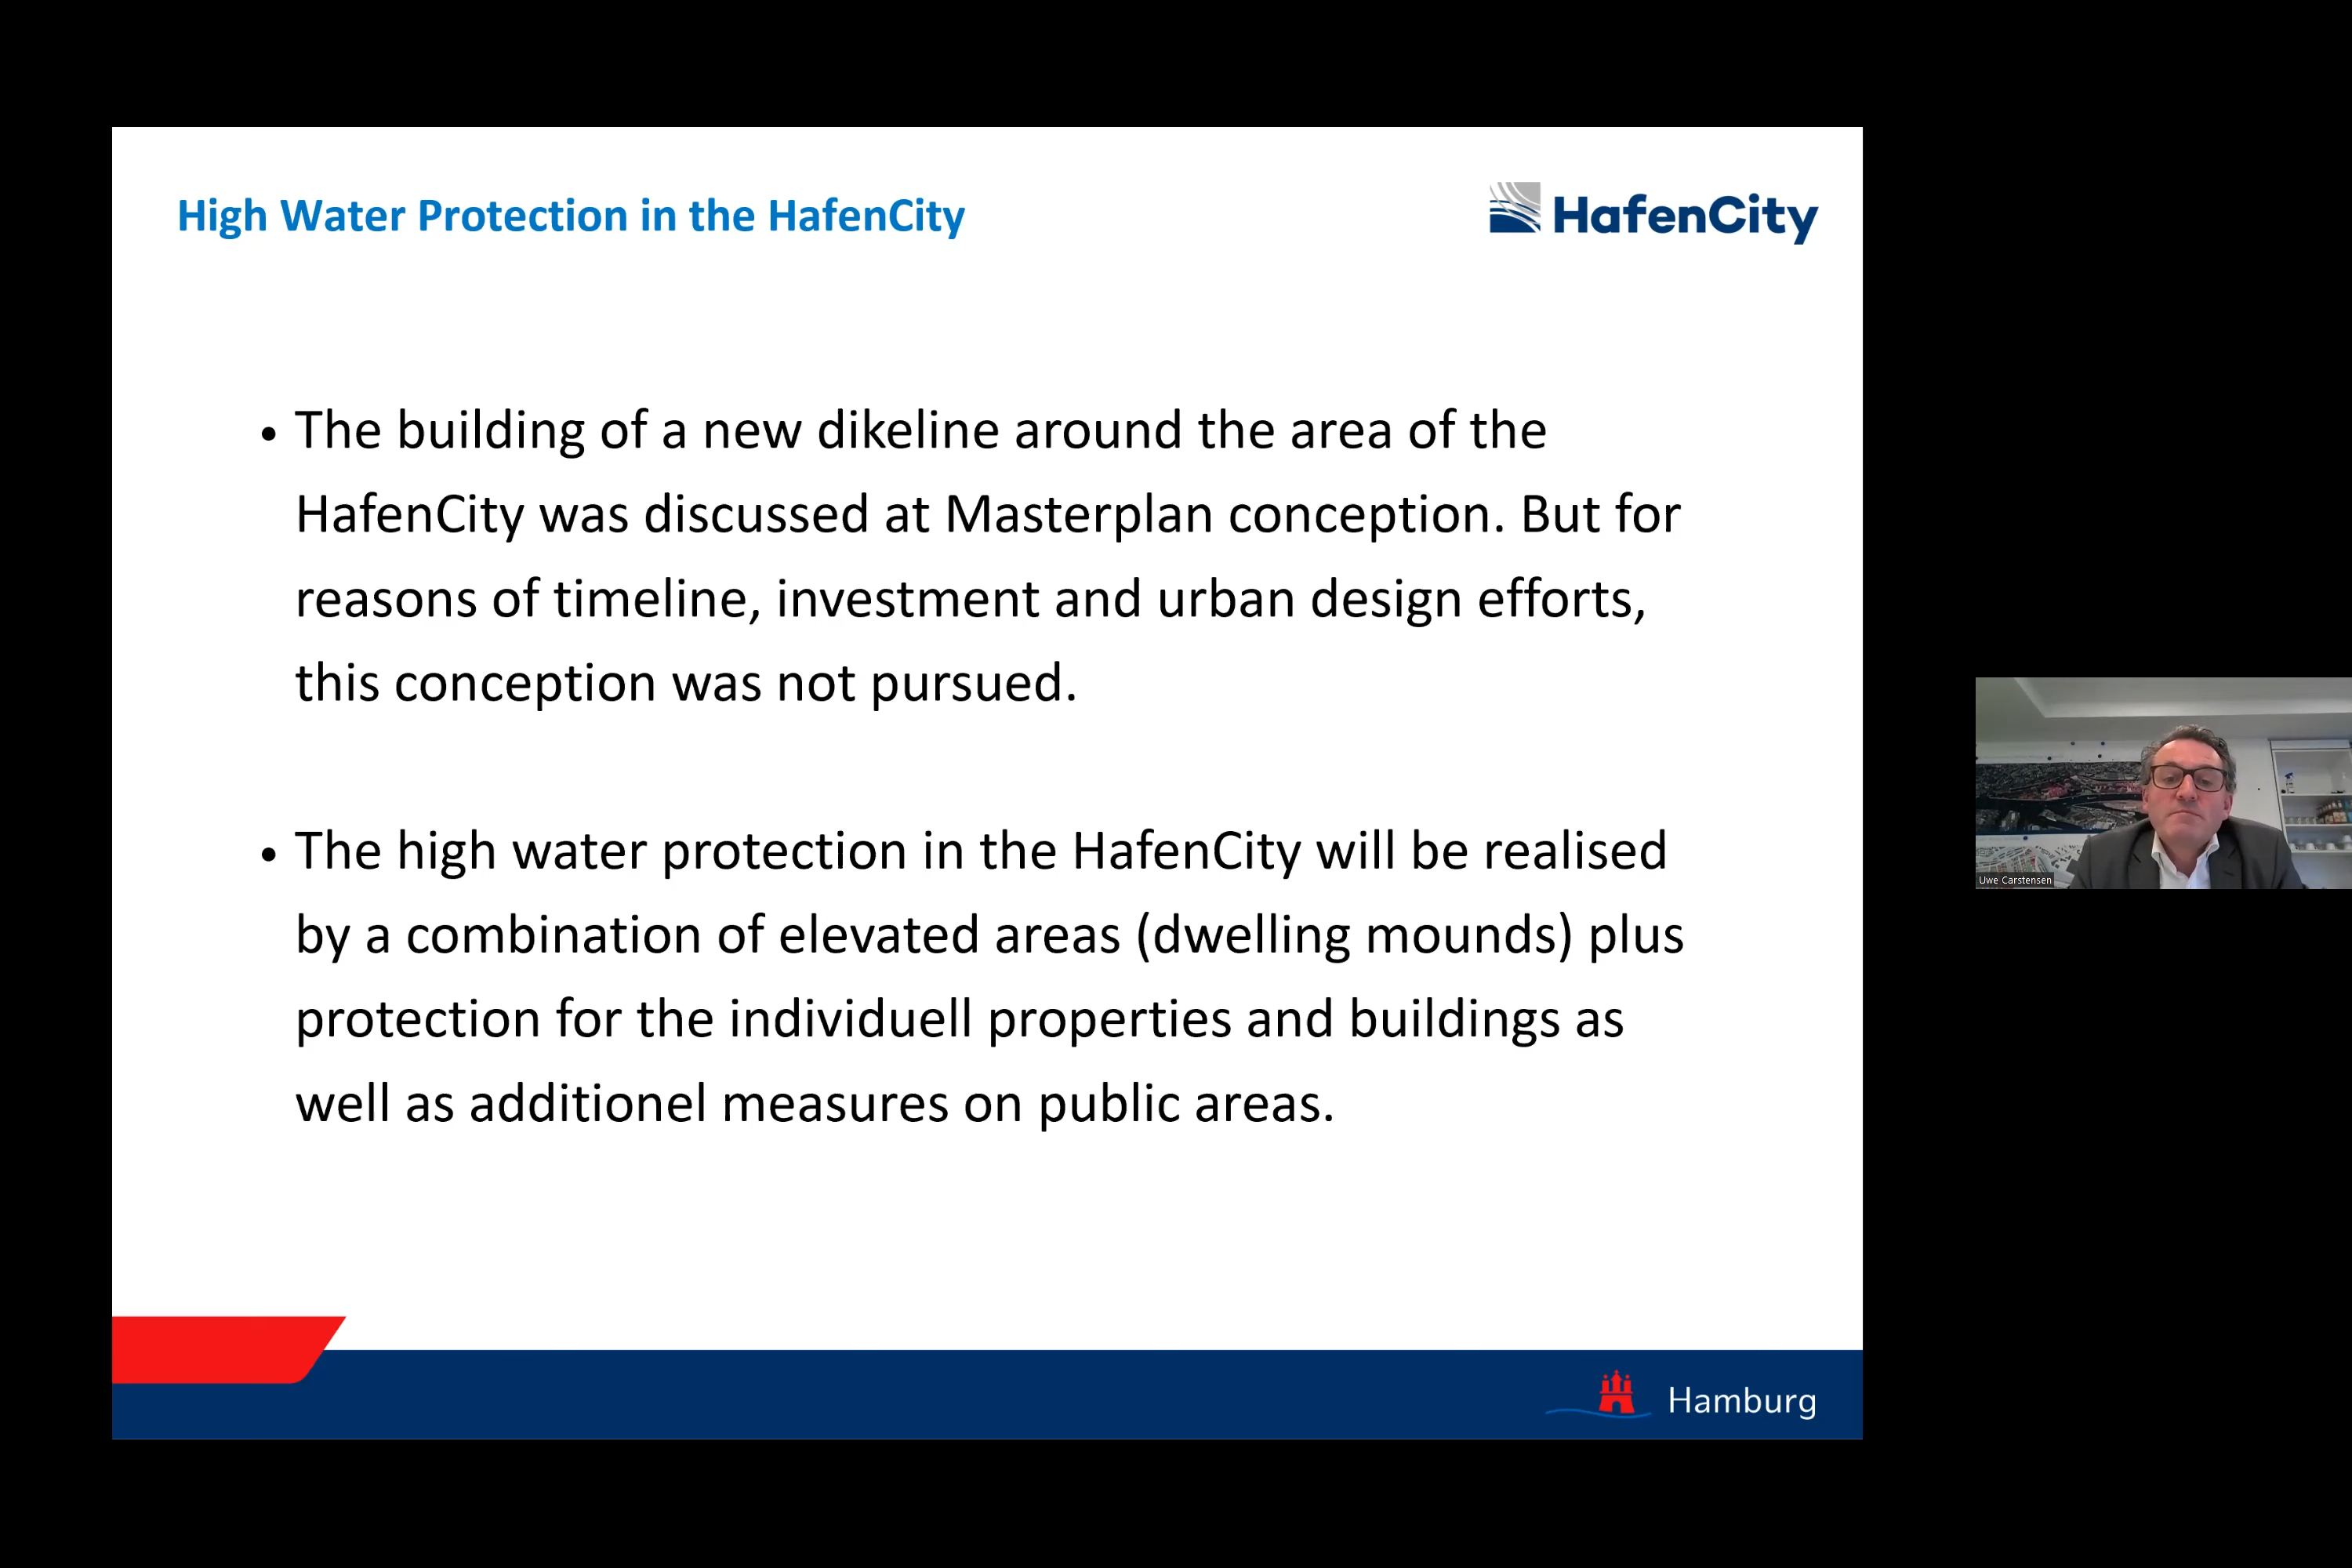 High Water Protection in the HafenCity
HafenCity
• The building of a new dikeline around the area of the
HafenCity was discussed at Masterplan conception. But for
reasons of timeline, investment and urban design efforts,
this conception was not pursued.
• The high water protection in the HafenCity will be realised
by a combination of elevated areas (dwelling mounds) plus
protection for the individuell properties and buildings as
well as additionel measures on public areas.
Uwe Carstensen
Hamburg